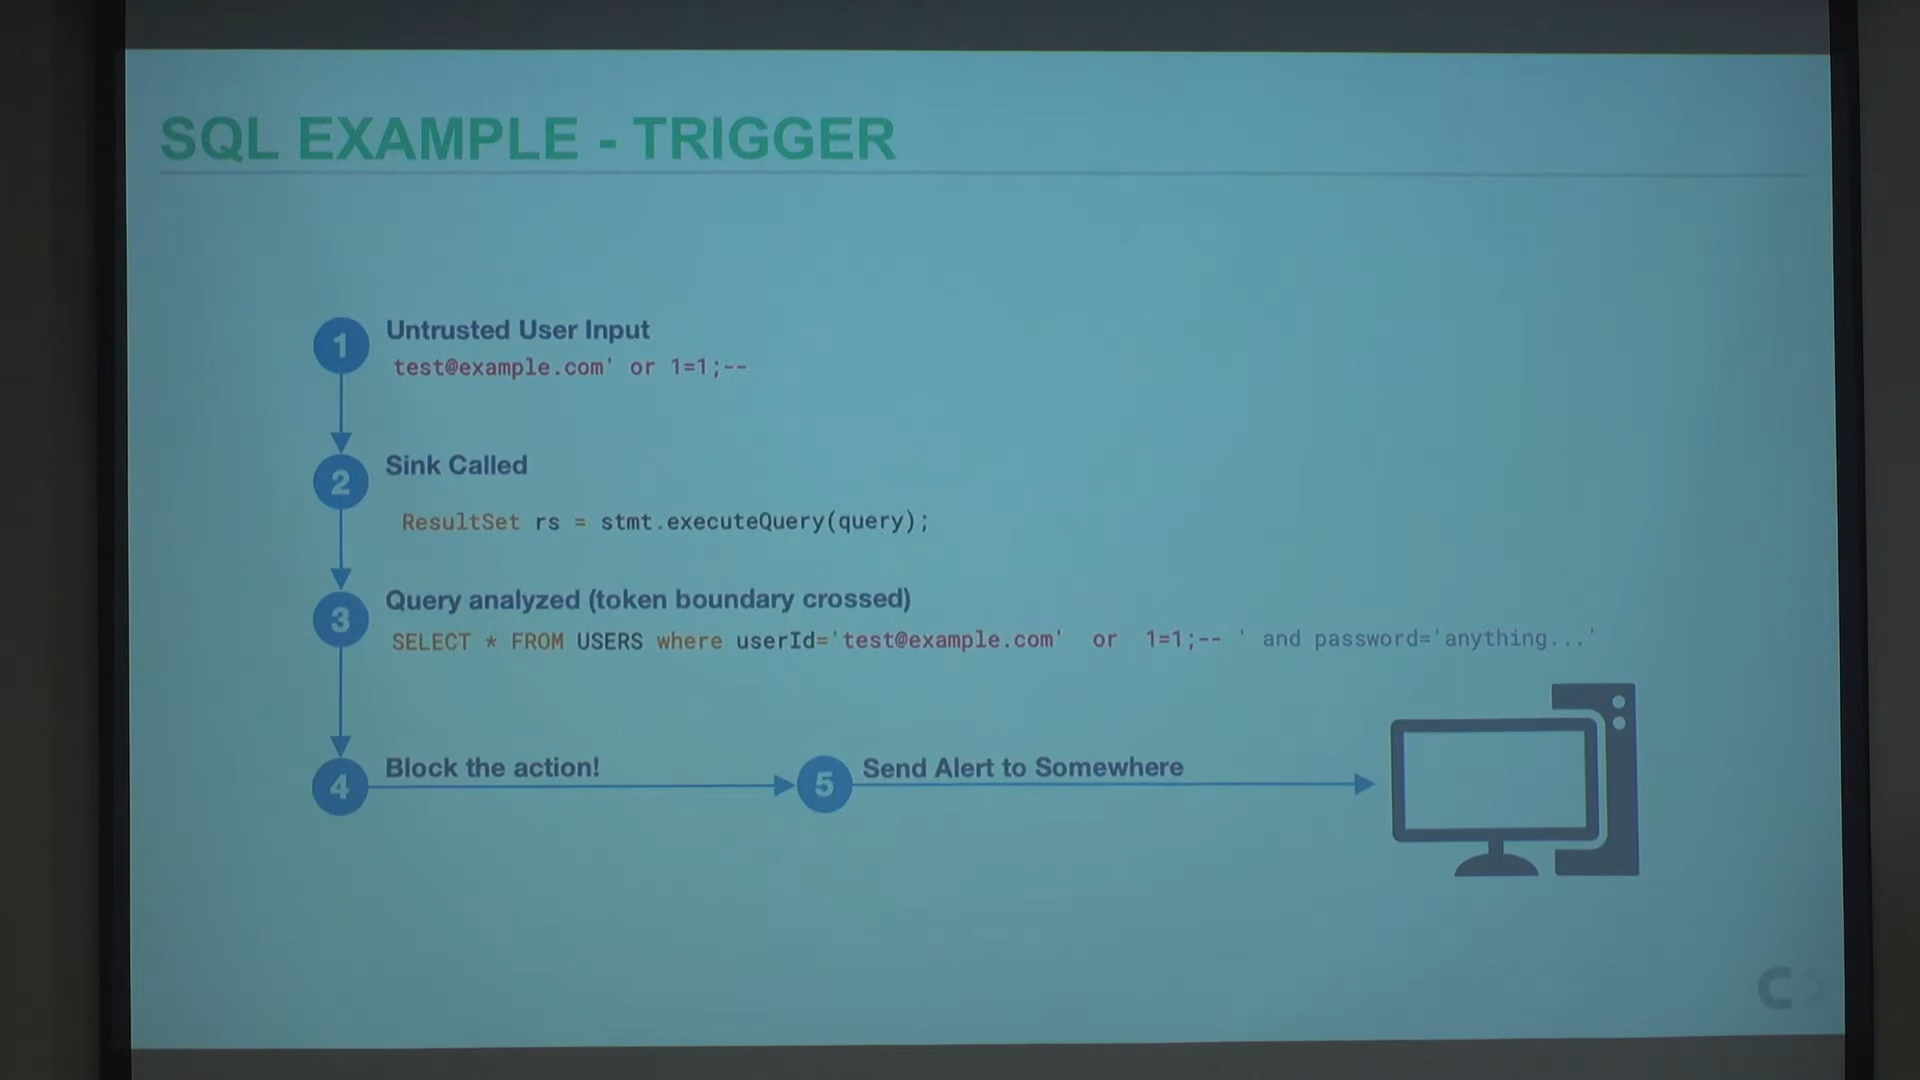 SQL EXAMPLE - TRIGGER
1 Untrusted User Input
test@example.com' or 1=1;--
2 Sink Called
ResultSet rs = stmt.executeQuery(query);
3 Query analyzed (token boundary crossed)
SELECT * FROM USERS where userId='test@example.com' or 1=1;-- ' and password='anything...'
4 Block the action!
5 Send Alert to Somewhere